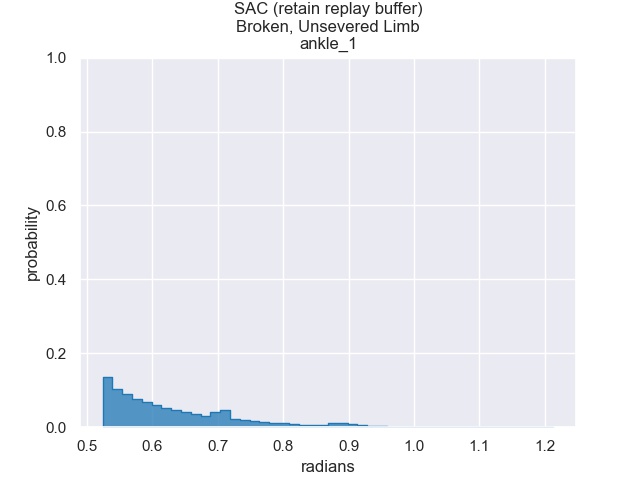 SAC (retain replay buffer)
Broken, Unsevered Limb
ankle_1
1.0
0.8
0.6
0.4
0.2
0.0
probability
0.5 0.6 0.7 0.8 0.9 1.0 1.1 1.2
radians